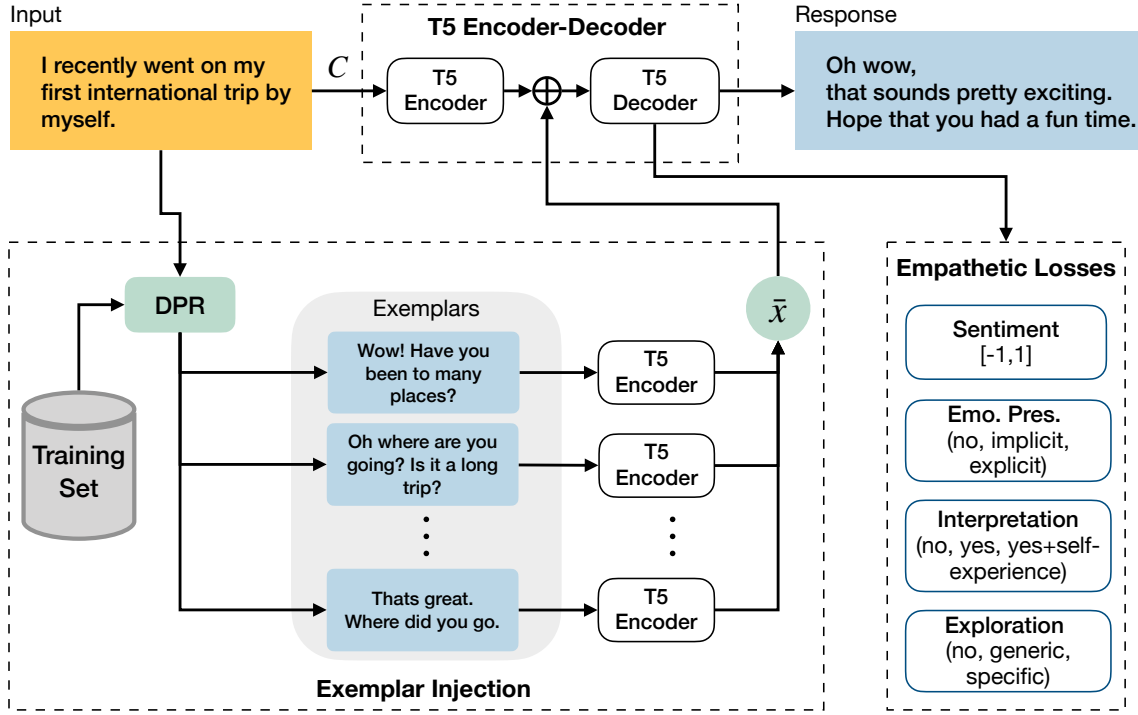 Input
I recently went on my
first international trip by
myself.
C
T5 Encoder-Decoder
T5
Encoder
T5
Decoder
Response
Oh wow,
that sounds pretty exciting.
Hope that you had a fun time.
DPR
Training
Set
Exemplars
Wow! Have you
been to many
places?
Oh where are you
going? Is it a long
trip?
Thats great.
Where did you go.
T5
Encoder
T5
Encoder
T5
Encoder
x̄
Exemplar Injection
Empathetic Losses
Sentiment
[-1,1]
Emo. Pres.
(no, implicit,
explicit)
Interpretation
(no, yes, yes+self-
experience)
Exploration
(no, generic,
specific)